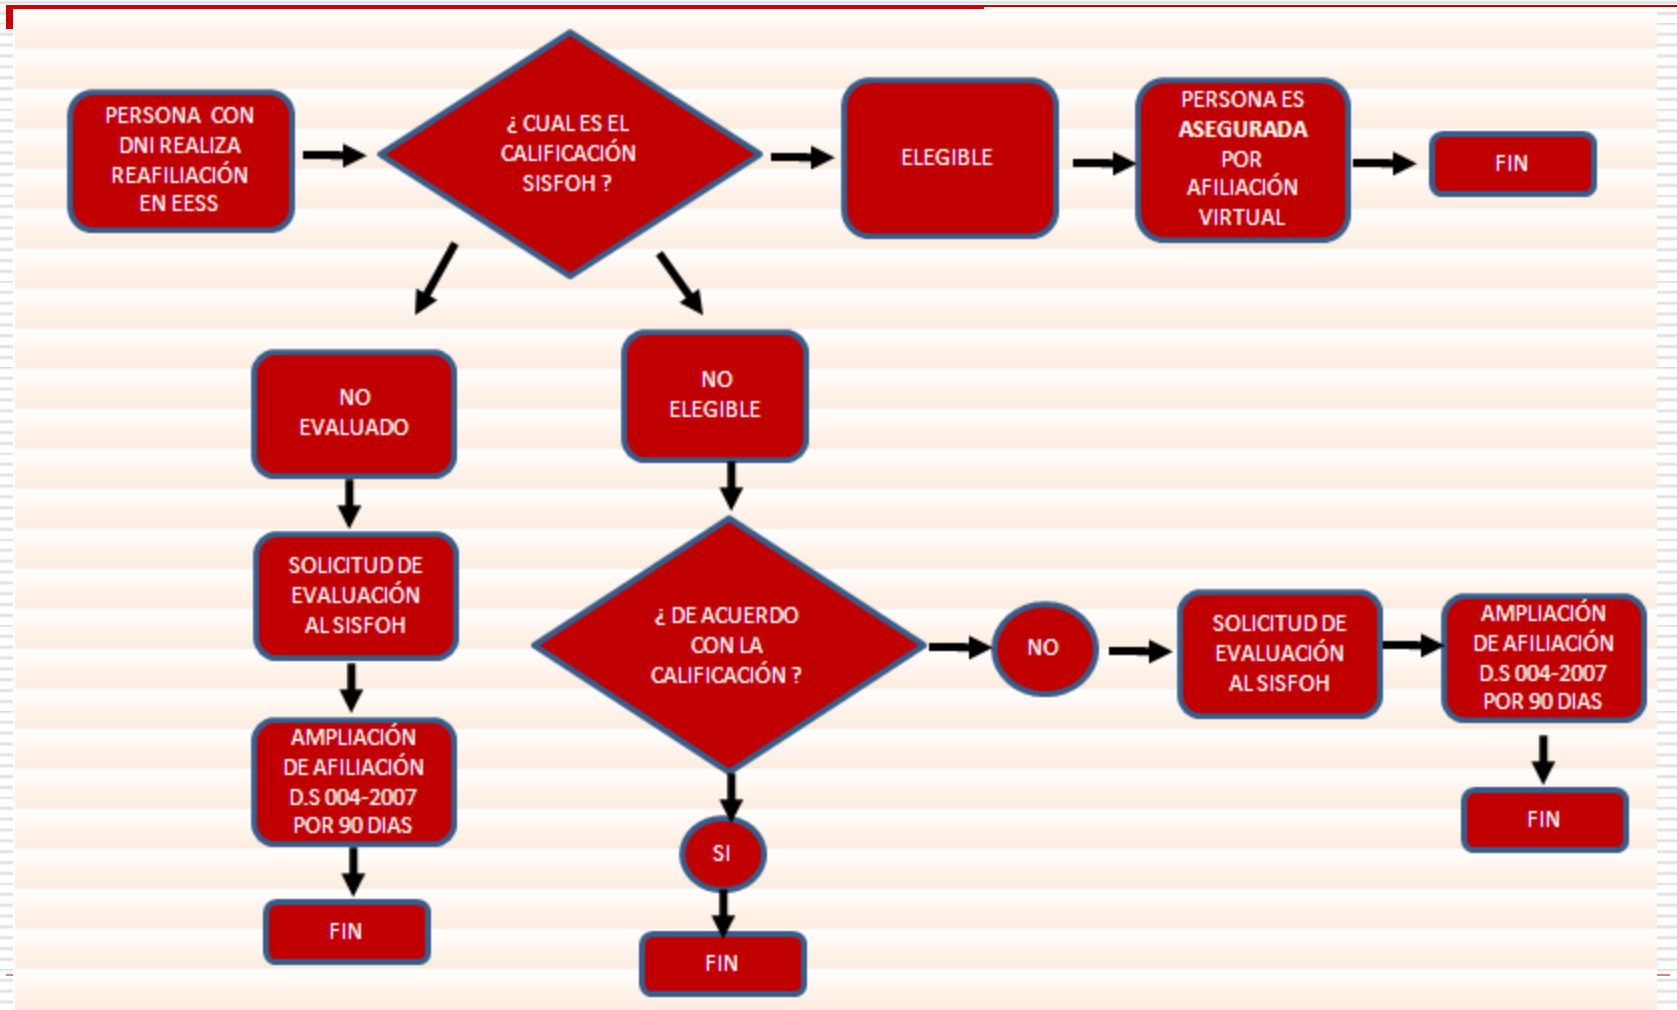 PERSONA CON
DNI REALIZA
REAFILIACIÓN
EN EESS
¿ CUAL ES EL
CALIFICACIÓN
SISFOH ?
ELEGIBLE
PERSONA ES
ASEGURADA
POR
AFILIACIÓN
VIRTUAL
FIN
NO
EVALUADO
NO
ELEGIBLE
SOLICITUD DE
EVALUACIÓN
AL SISFOH
¿ DE ACUERDO
CON LA
CALIFICACIÓN ?
NO
SOLICITUD DE
EVALUACIÓN
AL SISFOH
AMPLIACIÓN
DE AFILIACIÓN
D.S 004-2007
POR 90 DIAS
AMPLIACIÓN
DE AFILIACIÓN
D.S 004-2007
POR 90 DIAS
SI
FIN
FIN
FIN